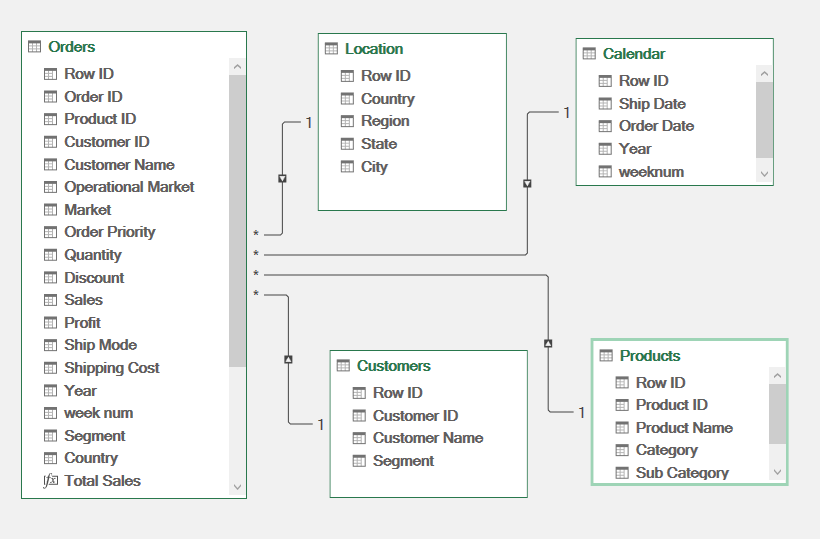 Orders
Row ID
Order ID
Product ID
Customer ID
Customer Name
Operational Market
Market
Order Priority
Quantity
Discount
Sales
Profit
Ship Mode
Shipping Cost
Year
week num
Segment
Country
fx Total Sales
Location
Row ID
Country
Region
State
City
Calendar
Row ID
Ship Date
Order Date
Year
weeknum
1
1
*
*
*
*
Customers
Row ID
Customer ID
Customer Name
Segment
1
Products
Row ID
Product ID
Product Name
Category
Sub Category
1